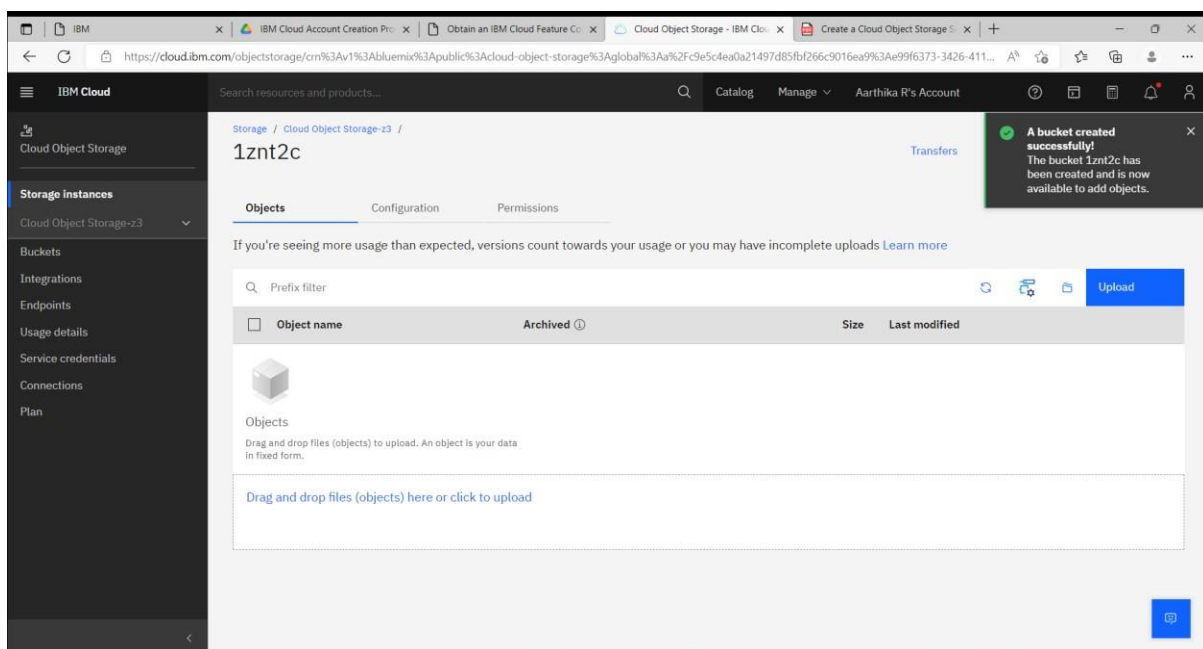 IBM
IBM Cloud Account Creation Pro
Obtain an IBM Cloud Feature Co
Cloud Object Storage - IBM Clou
Create a Cloud Object Storage S
https://cloud.ibm.com/objectstorage/crn%3Av1%3Abluemix%3Apublic%3Acloud-object-storage%3Aglobal%3Aa%2Fc9e5c4ea0a21497d85fbf266c9016ea9%3Ae99f6373-3426-411...
IBM Cloud
Search resources and products...
Catalog
Manage
Aarthika R's Account
Cloud Object Storage
Storage instances
Cloud Object Storage-z3
Buckets
Integrations
Endpoints
Usage details
Service credentials
Connections
Plan
Storage / Cloud Object Storage-z3 /
1znt2c
Transfers
A bucket created
successfully!
The bucket 1znt2c has
been created and is now
available to add objects.
Objects Configuration Permissions
If you're seeing more usage than expected, versions count towards your usage or you may have incomplete uploads Learn more
Prefix filter
Upload
Object name Archived Size Last modified
Objects
Drag and drop files (objects) to upload. An object is your data
in fixed form.
Drag and drop files (objects) here or click to upload